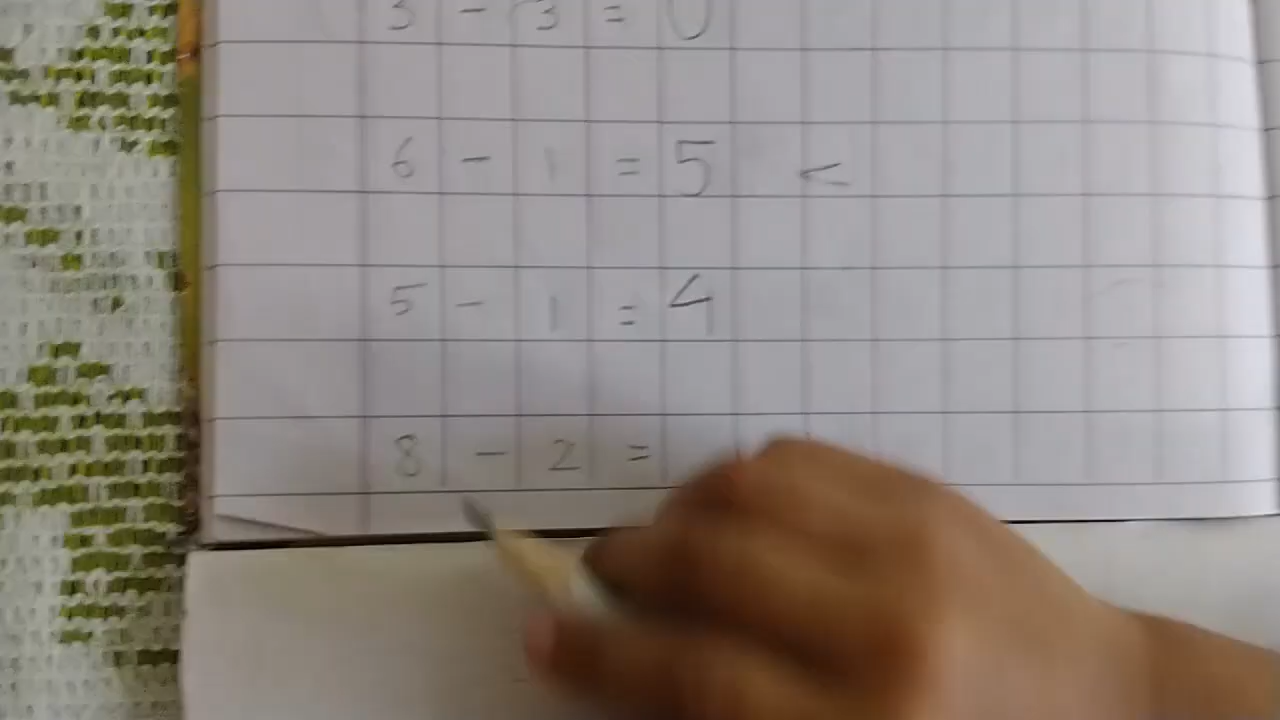 3 - 3 = 0
6 - 1 = 5 <
5 - 1 = 4
8 - 2 =